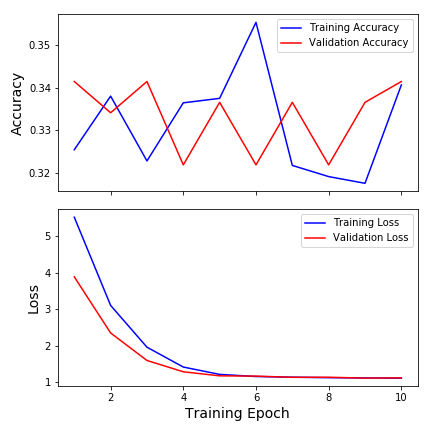 0.35
0.34
0.33
0.32
Accuracy
Training Accuracy
Validation Accuracy
5
4
3
2
1
Loss
Training Loss
Validation Loss
2 4 6 8 10
Training Epoch